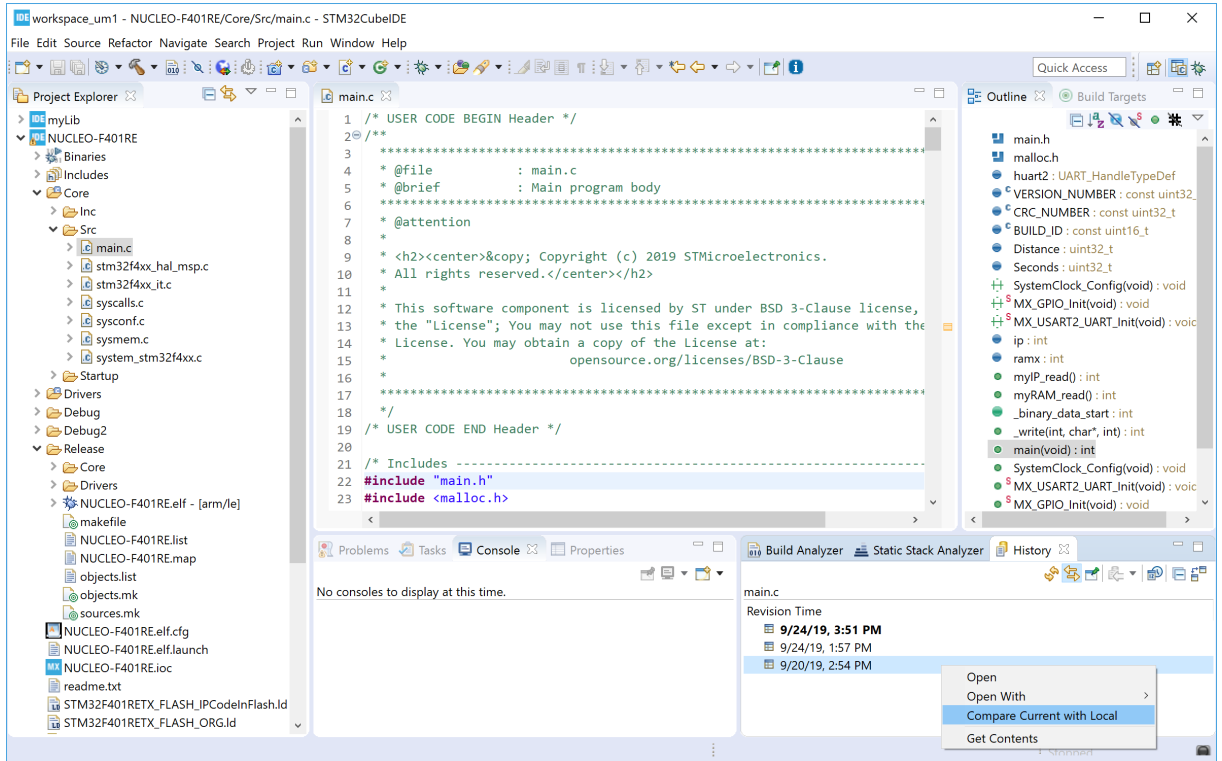 IDE workspace_um1 - NUCLEO-F401RE/Core/Src/main.c - STM32CubeIDE
File Edit Source Refactor Navigate Search Project Run Window Help
Quick Access
Project Explorer
IDE myLib
IDE NUCLEO-F401RE
Binaries
Includes
Core
Inc
Src
main.c
stm32f4xx_hal_msp.c
stm32f4xx_it.c
syscalls.c
sysconf.c
sysmem.c
system_stm32f4xx.c
Startup
Drivers
Debug
Debug2
Release
Core
Drivers
NUCLEO-F401RE.elf - [arm/le]
makefile
NUCLEO-F401RE.list
NUCLEO-F401RE.map
objects.list
objects.mk
sources.mk
NUCLEO-F401RE.elf.cfg
NUCLEO-F401RE.elf.launch
MX NUCLEO-F401RE.ioc
readme.txt
STM32F401RETX_FLASH_IPCodeInFlash.ld
STM32F401RETX_FLASH_ORG.ld
main.c
1 /* USER CODE BEGIN Header */
2 /**
3 ******************************************************************************
4 * @file : main.c
5 * @brief : Main program body
6 ******************************************************************************
7 * @attention
8 *
9 * <h2><center>&copy; Copyright (c) 2019 STMicroelectronics.
10 * All rights reserved.</center></h2>
11 *
12 * This software component is licensed by ST under BSD 3-Clause license,
13 * the "License"; You may not use this file except in compliance with the
14 * License. You may obtain a copy of the License at:
15 * opensource.org/licenses/BSD-3-Clause
16 *
17 ******************************************************************************
18 */
19 /* USER CODE END Header */
20
21 /* Includes ------------------------------------------------------------------
22 #include "main.h"
23 #include <malloc.h>
Outline Build Targets
main.h
malloc.h
huart2 : UART_HandleTypeDef
VERSION_NUMBER : const uint32_
CRC_NUMBER : const uint32_t
BUILD_ID : const uint16_t
Distance : uint32_t
Seconds : uint32_t
SystemClock_Config(void) : void
MX_GPIO_Init(void) : void
MX_USART2_UART_Init(void) : void
ip : int
ramx : int
myIP_read() : int
myRAM_read() : int
_binary_data_start : int
_write(int, char*, int) : int
main(void) : int
SystemClock_Config(void) : void
MX_USART2_UART_Init(void) : void
MX_GPIO_Init(void) : void
Problems Tasks Console Properties
No consoles to display at this time.
Build Analyzer Static Stack Analyzer History
main.c
Revision Time
9/24/19, 3:51 PM
9/24/19, 1:57 PM
9/20/19, 2:54 PM
Open
Open With
Compare Current with Local
Get Contents